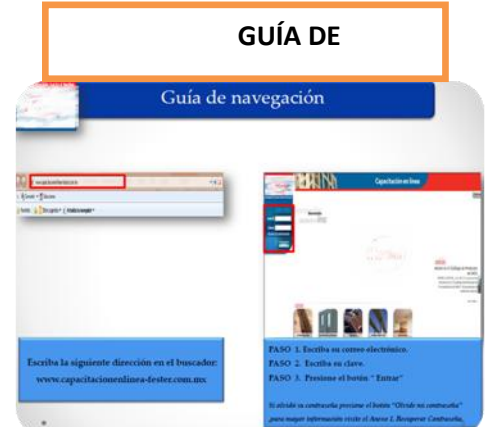 GUÍA DE
Guía de navegación
Capacitación en línea
Escriba la siguiente dirección en el buscador:
www.capacitacionenlinea-fester.com.mx
PASO 1. Escriba su correo electrónico.
PASO 2. Escriba su clave.
PASO 3. Presione el botón “ Entrar”
Si olvidó su contraseña presione el botón “Olvide mi contraseña”
para mayor información visite el Anexo 1. Recuperar Contraseña,